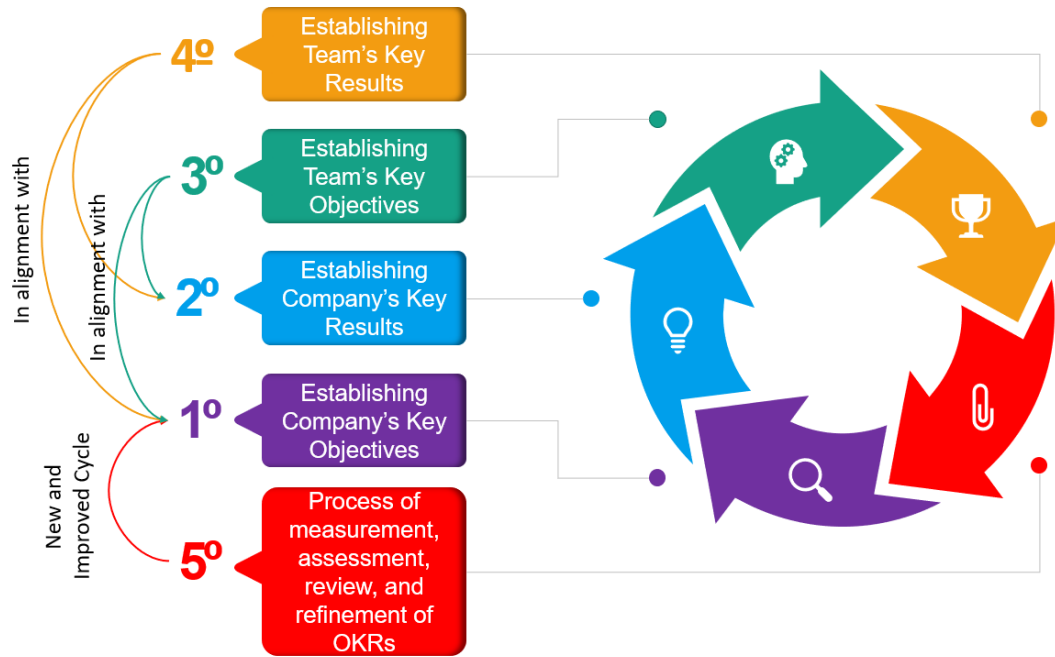 4º
Establishing
Team's Key
Results
3º
Establishing
Team's Key
Objectives
2º
Establishing
Company's Key
Results
1º
Establishing
Company's Key
Objectives
5º
Process of
measurement,
assessment,
review, and
refinement of
OKRs
In alignment with
In alignment with
New and
Improved Cycle